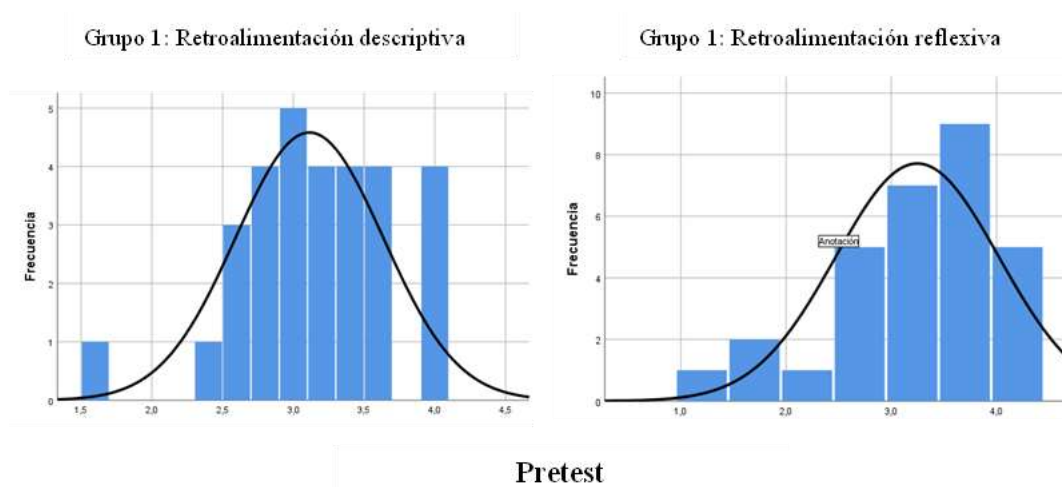 Grupo 1: Retroalimentación descriptiva
Grupo 1: Retroalimentación reflexiva
Frecuencia
5
4
3
2
1
0
1,5 2,0 2,5 3,0 3,5 4,0 4,5
Frecuencia
10
8
6
4
2
0
Anotación
1,0 2,0 3,0 4,0
Pretest